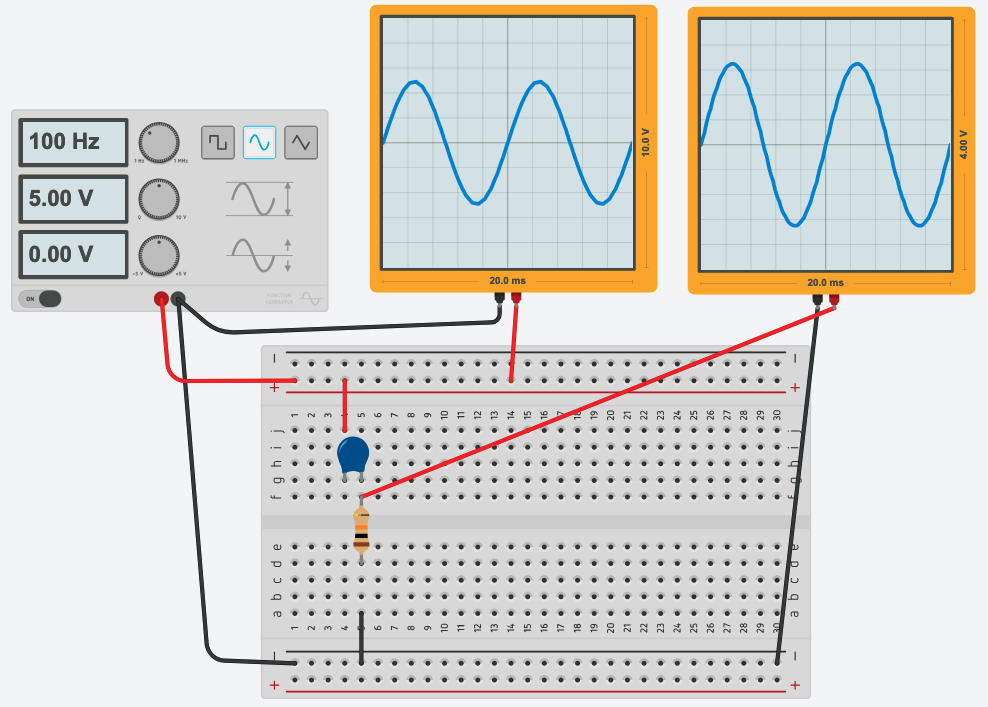 100 Hz
1 Hz
1 MHz
5.00 V
0
10 V
0.00 V
-5 V
+5 V
ON
FUNCTION
GENERATOR
10.0 V
20.0 ms
4.00 V
20.0 ms
− −
+ +
1 2 3 4 5 6 7 8 9 10 11 12 13 14 15 16 17 18 19 20 21 22 23 24 25 26 27 28 29 30
j j
i i
h h
g g
f f
e e
d d
c c
b b
a a
1 2 3 4 5 6 7 8 9 10 11 12 13 14 15 16 17 18 19 20 21 22 23 24 25 26 27 28 29 30
− −
+ +